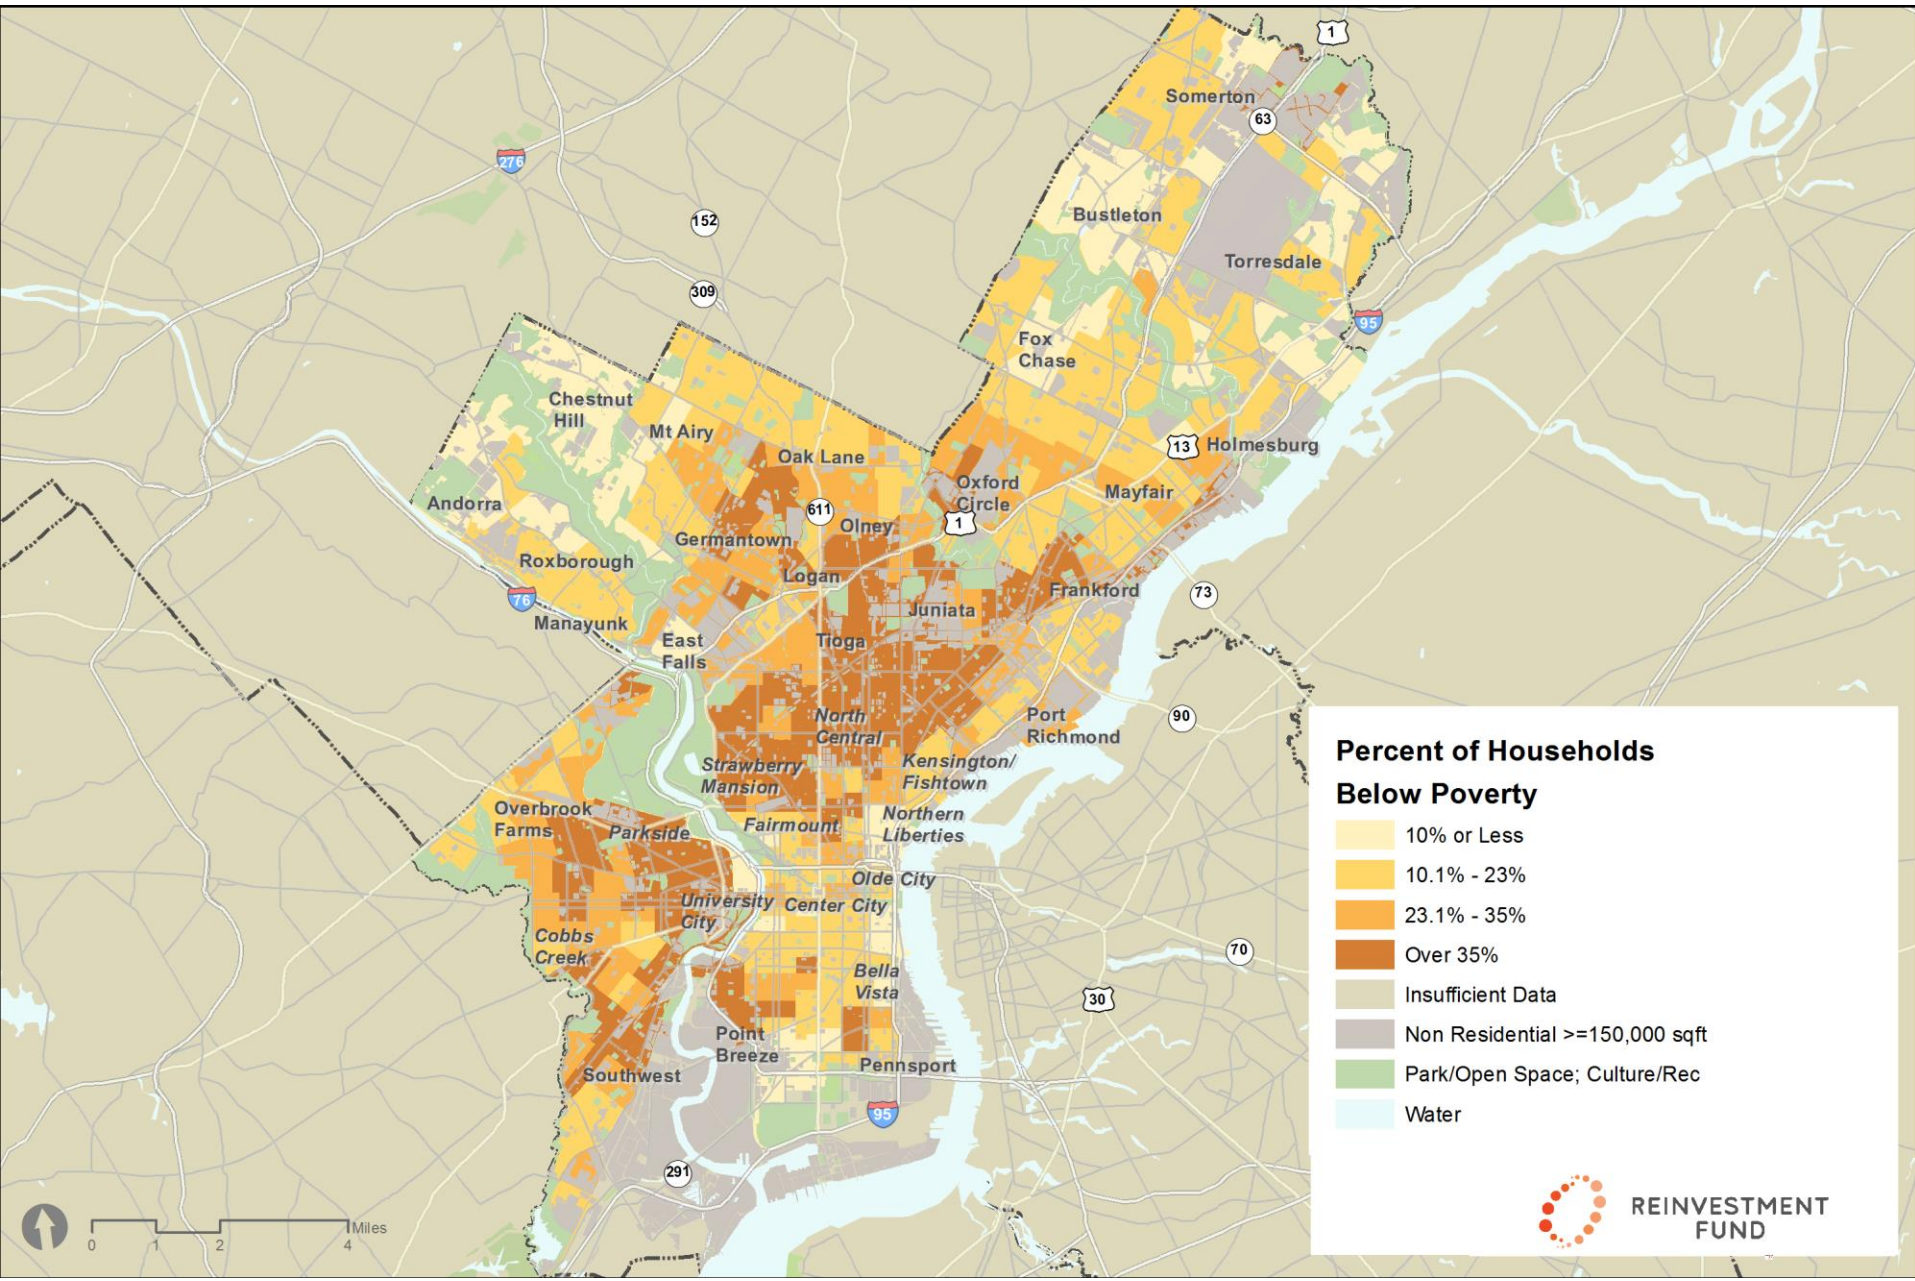 1
Somerton
63
276
152
Bustleton
Torresdale
309
95
Fox
Chase
Chestnut
Hill
Mt Airy
13
Holmesburg
Oak Lane
Oxford
Circle
Mayfair
Andorra
611
1
Olney
Germantown
Roxborough
Logan
Frankford
73
76
Juniata
Manayunk
East
Falls
Tioga
North
Central
Port
Richmond
90
Strawberry
Mansion
Kensington/
Fishtown
Overbrook
Farms
Parkside
Fairmount
Northern
Liberties
Olde City
University
City
Center City
Cobbs
Creek
70
Bella
Vista
30
Point
Breeze
Pennsport
Southwest
95
291
Percent of Households
Below Poverty
10% or Less
10.1% - 23%
23.1% - 35%
Over 35%
Insufficient Data
Non Residential >=150,000 sqft
Park/Open Space; Culture/Rec
Water
REINVESTMENT
FUND
Miles
0 1 2 4